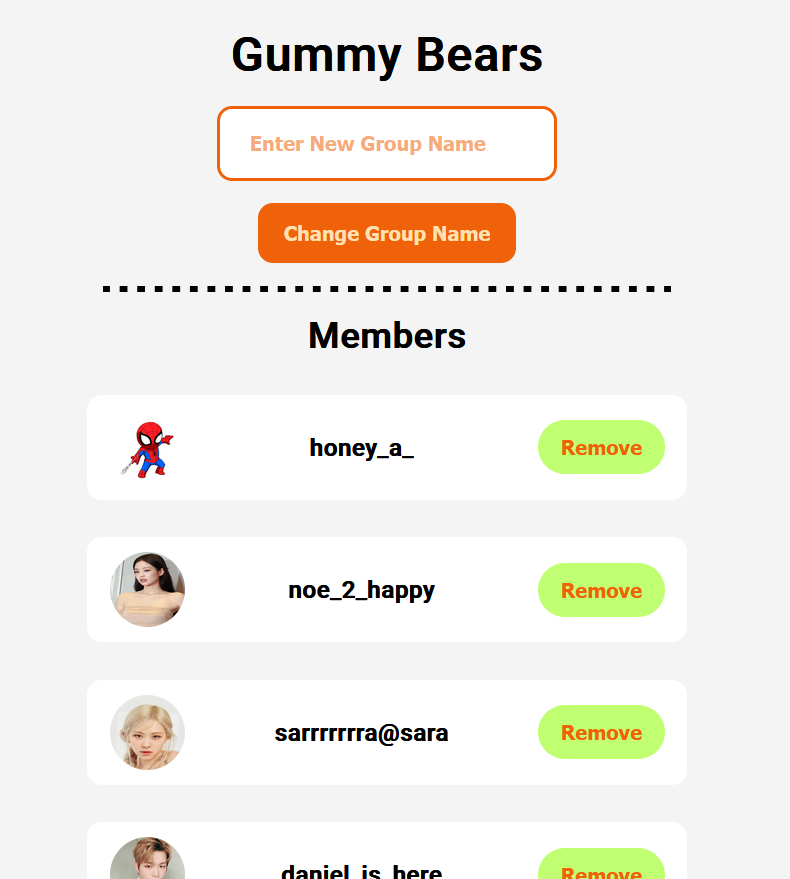 Gummy Bears
Enter New Group Name
Change Group Name
Members
honey_a_
Remove
noe_2_happy
Remove
sarrrrrrra@sara
Remove
daniel_is_here
Remove